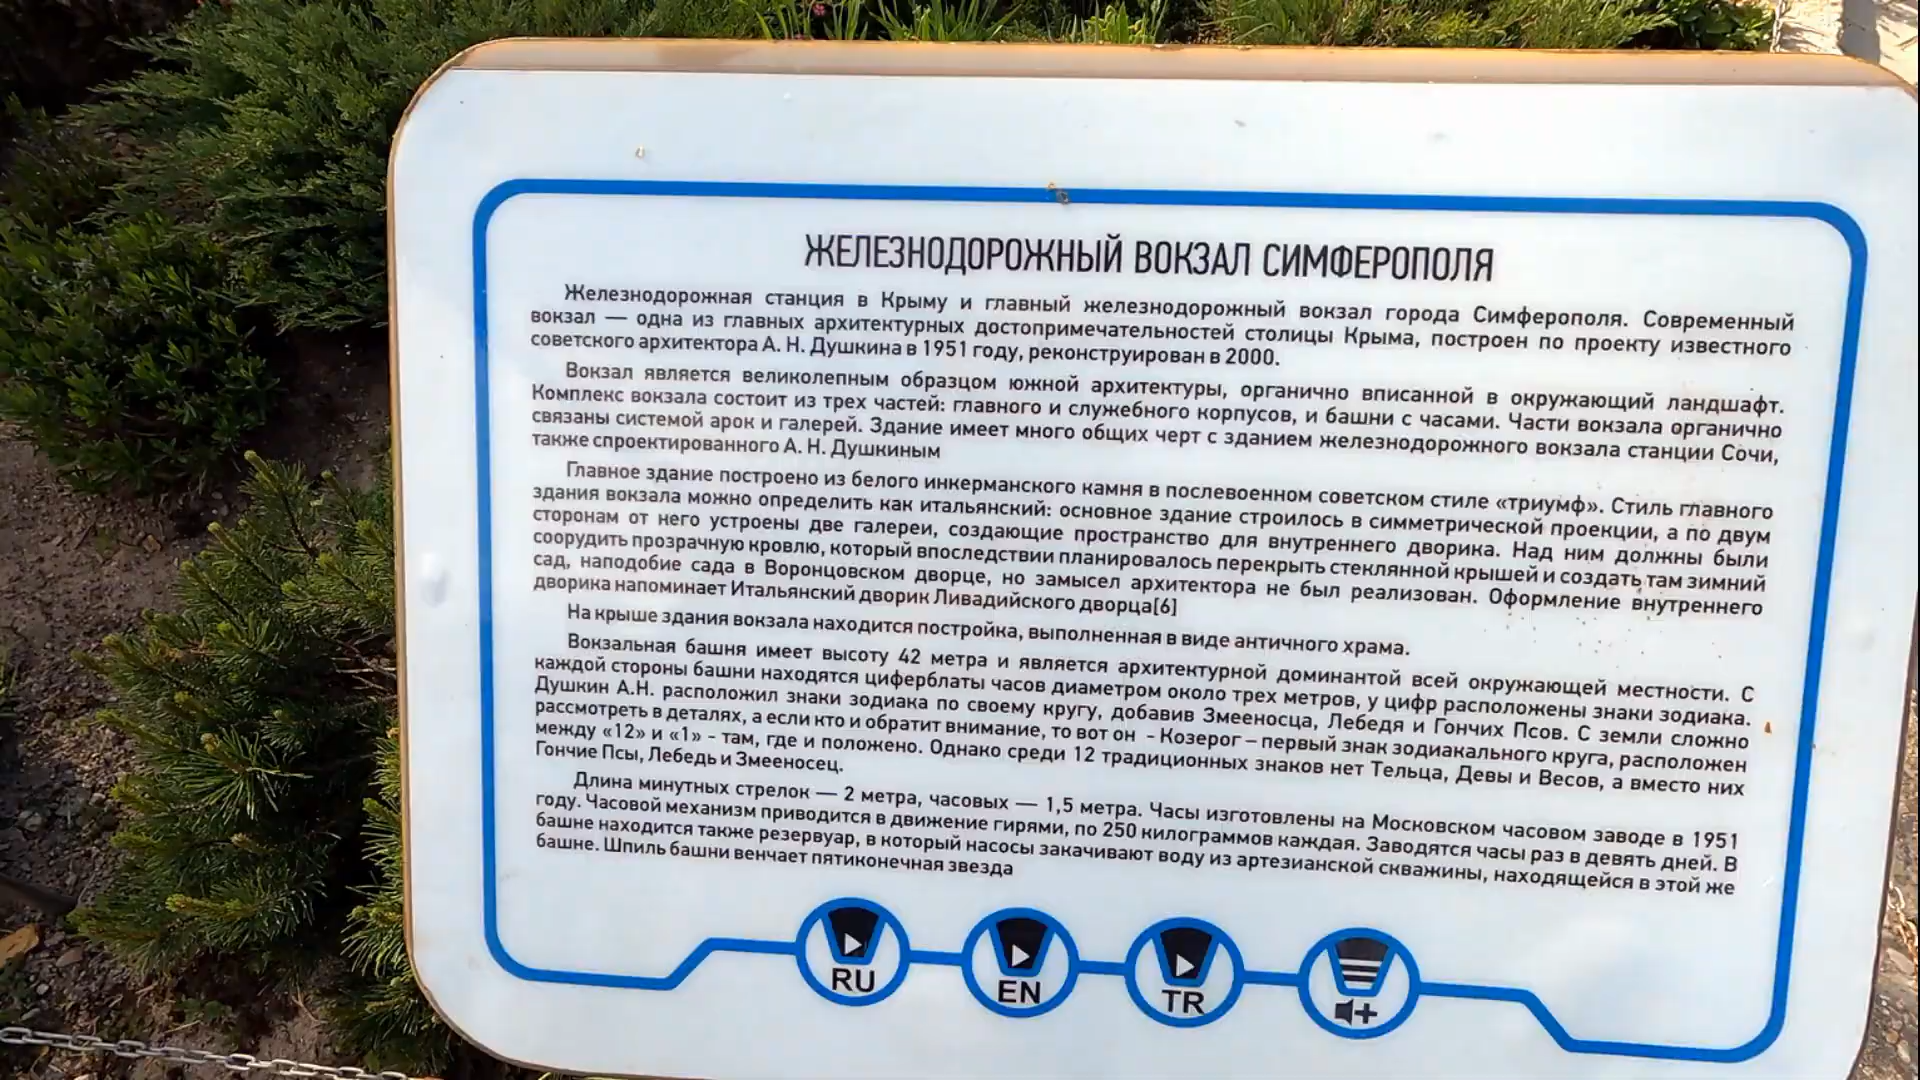 ЖЕЛЕЗНОДОРОЖНЫЙ ВОКЗАЛ СИМФЕРОПОЛЯ
Железнодорожная станция в Крыму и главный железнодорожный вокзал города Симферополя. Современный
вокзал — одна из главных архитектурных достопримечательностей столицы Крыма, построен по проекту известного
советского архитектора А. Н. Душкина в 1951 году, реконструирован в 2000.
Вокзал является великолепным образцом южной архитектуры, органично вписанной в окружающий ландшафт.
Комплекс вокзала состоит из трех частей: главного и служебного корпусов, и башни с часами. Части вокзала органично
связаны системой арок и галерей. Здание имеет много общих черт с зданием железнодорожного вокзала станции Сочи,
также спроектированного А. Н. Душкиным
Главное здание построено из белого инкерманского камня в послевоенном советском стиле «триумф». Стиль главного
здания вокзала можно определить как итальянский: основное здание строилось в симметрической проекции, а по двум
сторонам от него устроены две галереи, создающие пространство для внутреннего дворика. Над ним должны были
соорудить прозрачную кровлю, который впоследствии планировалось перекрыть стеклянной крышей и создать там зимний
сад, наподобие сада в Воронцовском дворце, но замысел архитектора не был реализован. Оформление внутреннего
дворика напоминает Итальянский дворик Ливадийского дворца[6]
На крыше здания вокзала находится постройка, выполненная в виде античного храма.
Вокзальная башня имеет высоту 42 метра и является архитектурной доминантой всей окружающей местности. С
каждой стороны башни находятся циферблаты часов диаметром около трех метров, у цифр расположены знаки зодиака.
Душкин А.Н. расположил знаки зодиака по своему кругу, добавив Змееносца, Лебедя и Гончих Псов. С земли сложно
рассмотреть в деталях, а если кто и обратит внимание, то вот он - Козерог – первый знак зодиакального круга, расположен
между «12» и «1» - там, где и положено. Однако среди 12 традиционных знаков нет Тельца, Девы и Весов, а вместо них
Гончие Псы, Лебедь и Змееносец.
Длина минутных стрелок — 2 метра, часовых — 1,5 метра. Часы изготовлены на Московском часовом заводе в 1951
году. Часовой механизм приводится в движение гирями, по 250 килограммов каждая. Заводятся часы раз в девять дней. В
башне находится также резервуар, в который насосы закачивают воду из артезианской скважины, находящейся в этой же
башне. Шпиль башни венчает пятиконечная звезда
RU EN TR